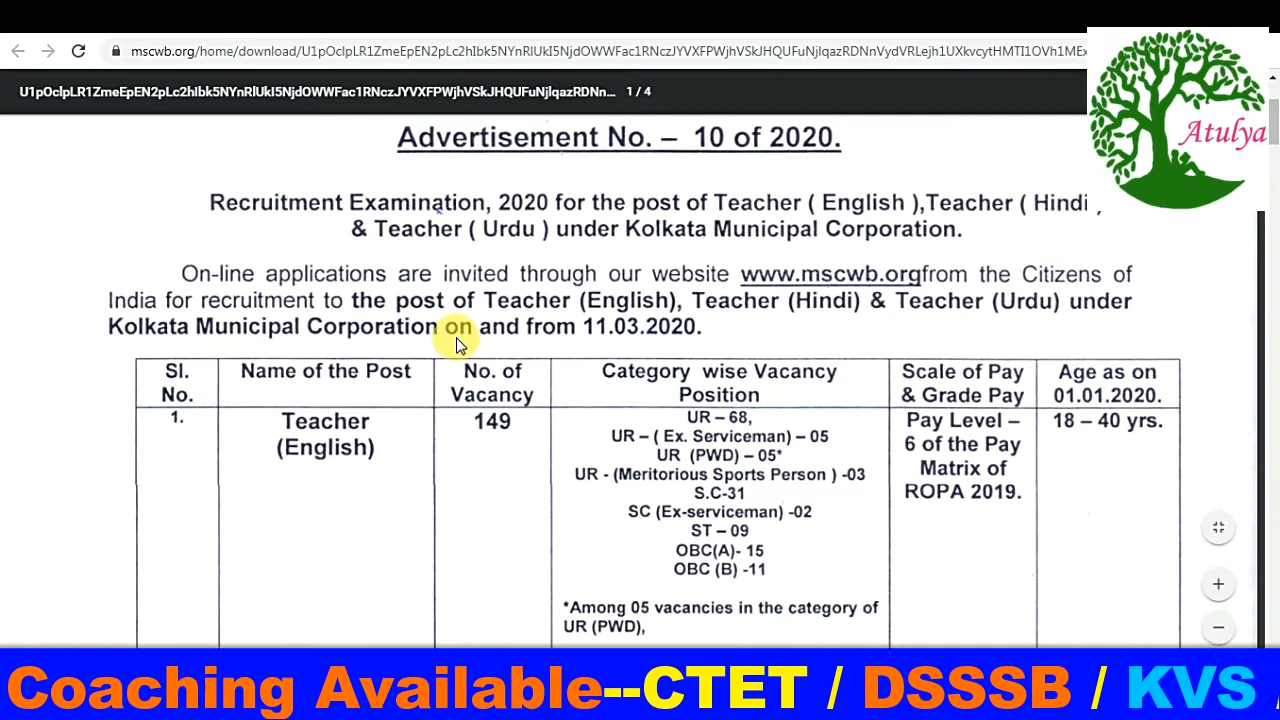 mscwb.org/home/download/U1pOclpLR1ZmeEpEN2pLc2hIbk5NYnRlUkI5NjdOWWFac1RNczJYVXFPWjhVSkJHQUFuNjlqazRDNnVydVRLejh1UXkvcytHMTI1OVh1MEx
U1pOclpLR1ZmeEpEN2pLc2hIbk5NYnRlUkI5NjdOWWFac1RNczJYVXFPWjhVSkJHQUFuNjlqazRDNn... 1 / 4
Atulya
Advertisement No. – 10 of 2020.
Recruitment Examination, 2020 for the post of Teacher ( English ),Teacher ( Hindi
& Teacher ( Urdu ) under Kolkata Municipal Corporation.
On-line applications are invited through our website www.mscwb.orgfrom the Citizens of
India for recruitment to the post of Teacher (English), Teacher (Hindi) & Teacher (Urdu) under
Kolkata Municipal Corporation on and from 11.03.2020.
Sl. No. Name of the Post No. of Vacancy Category wise Vacancy Position Scale of Pay & Grade Pay Age as on 01.01.2020.
1. Teacher (English) 149 UR – 68, Pay Level – 6 of the Pay Matrix of ROPA 2019. 18 – 40 yrs.
UR – ( Ex. Serviceman) – 05
UR (PWD) – 05*
UR - (Meritorious Sports Person ) -03
S.C-31
SC (Ex-serviceman) -02
ST – 09
OBC(A)- 15
OBC (B) -11
*Among 05 vacancies in the category of
UR (PWD),
Coaching Available--CTET / DSSSB / KVS /